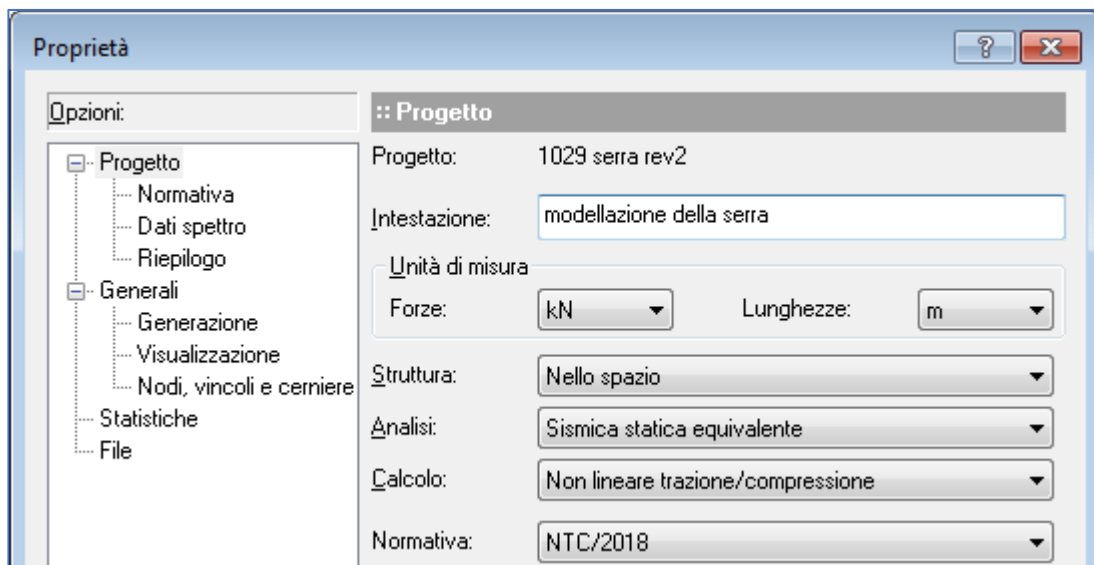 Proprietà
Opzioni:
Progetto
Normativa
Dati spettro
Riepilogo
Generali
Generazione
Visualizzazione
Nodi, vincoli e cerniere
Statistiche
File
:: Progetto
Progetto: 1029 serra rev2
Intestazione: modellazione della serra
Unità di misura
Forze: kN Lunghezze: m
Struttura: Nello spazio
Analisi: Sismica statica equivalente
Calcolo: Non lineare trazione/compressione
Normativa: NTC/2018